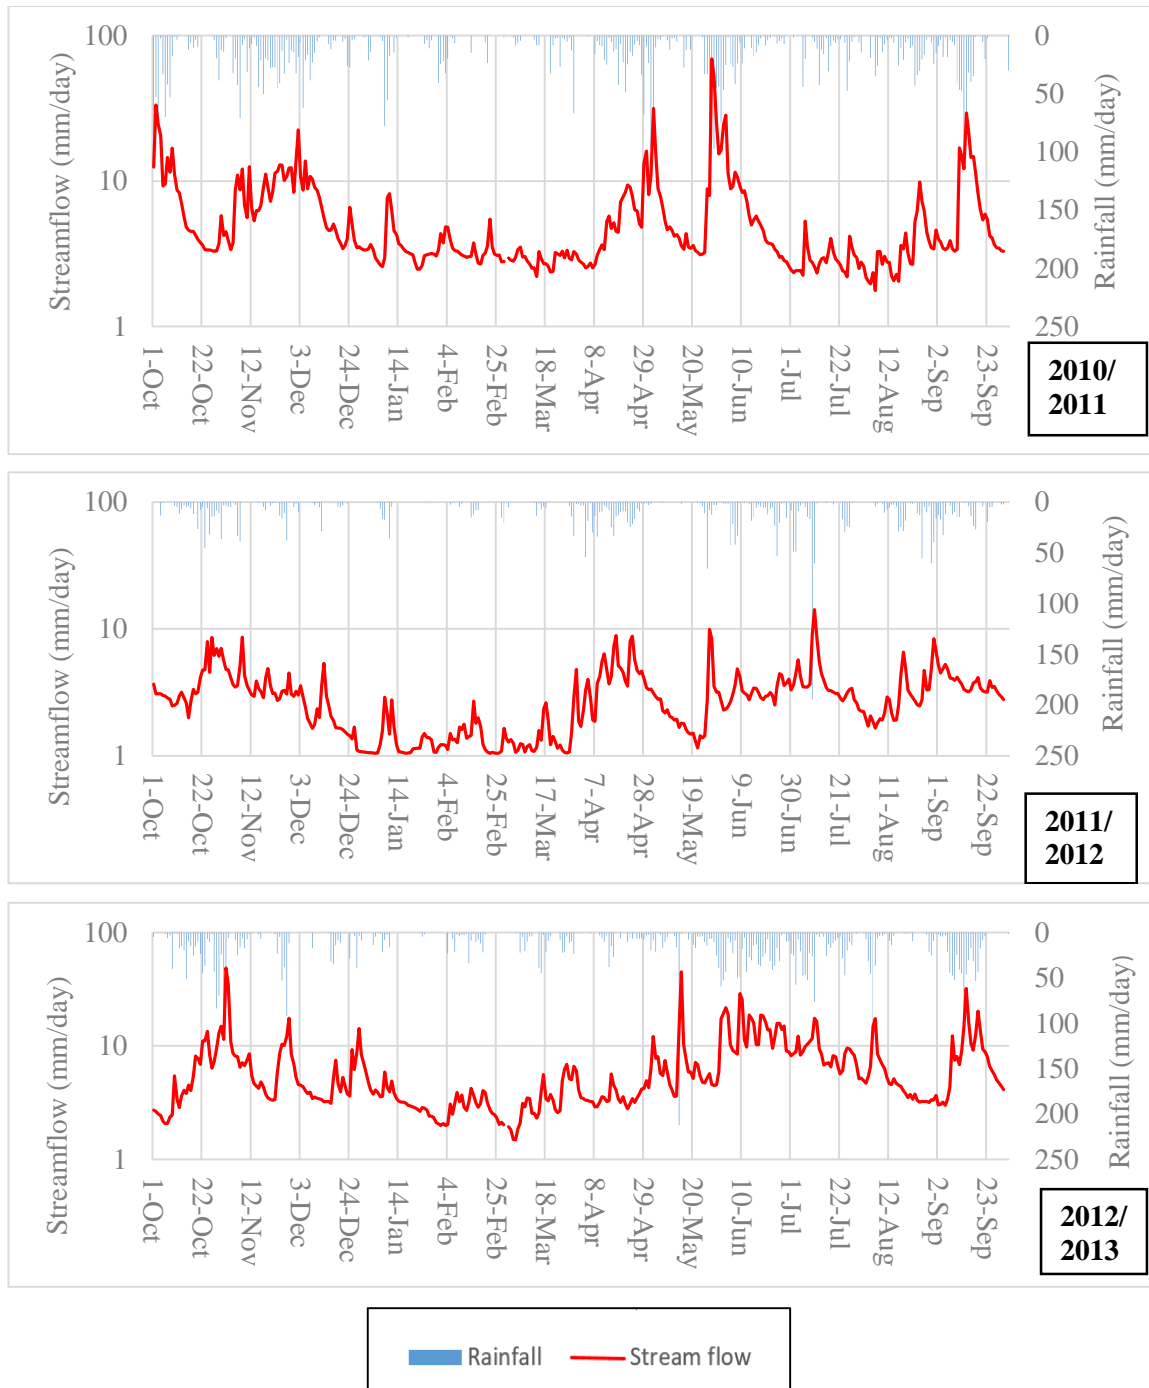 100
10
1
Streamflow (mm/day)
0
50
100
150
200
250
Rainfall (mm/day)
1-Oct
22-Oct
12-Nov
3-Dec
24-Dec
14-Jan
4-Feb
25-Feb
18-Mar
8-Apr
29-Apr
20-May
10-Jun
1-Jul
22-Jul
12-Aug
2-Sep
23-Sep
2010/
2011
100
10
1
Streamflow (mm/day)
0
50
100
150
200
250
Rainfall (mm/day)
1-Oct
22-Oct
12-Nov
3-Dec
24-Dec
14-Jan
4-Feb
25-Feb
17-Mar
7-Apr
28-Apr
19-May
9-Jun
30-Jun
21-Jul
11-Aug
1-Sep
22-Sep
2011/
2012
100
10
1
Streamflow (mm/day)
0
50
100
150
200
250
Rainfall (mm/day)
1-Oct
22-Oct
12-Nov
3-Dec
24-Dec
14-Jan
4-Feb
25-Feb
18-Mar
8-Apr
29-Apr
20-May
10-Jun
1-Jul
22-Jul
12-Aug
2-Sep
23-Sep
2012/
2013
Rainfall
Stream flow